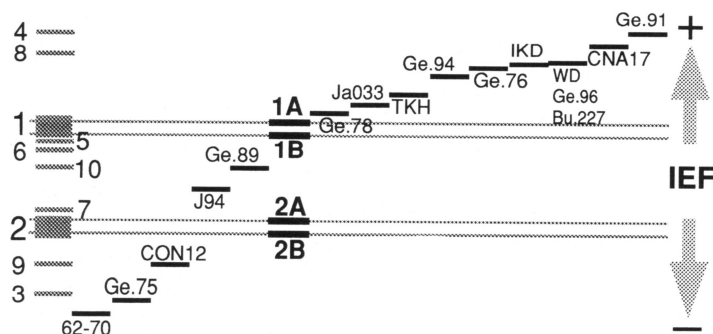 4
Ge.91
+
8
IKD
CNA17
Ge.94
Ge.76
WD
Ge.96
Bu.227
Ja033
TKH
1A
Ge.78
1
5
1B
6
Ge.89
10
IEF
J94
7
2A
2
2B
CON12
9
Ge.75
3
62-70
–